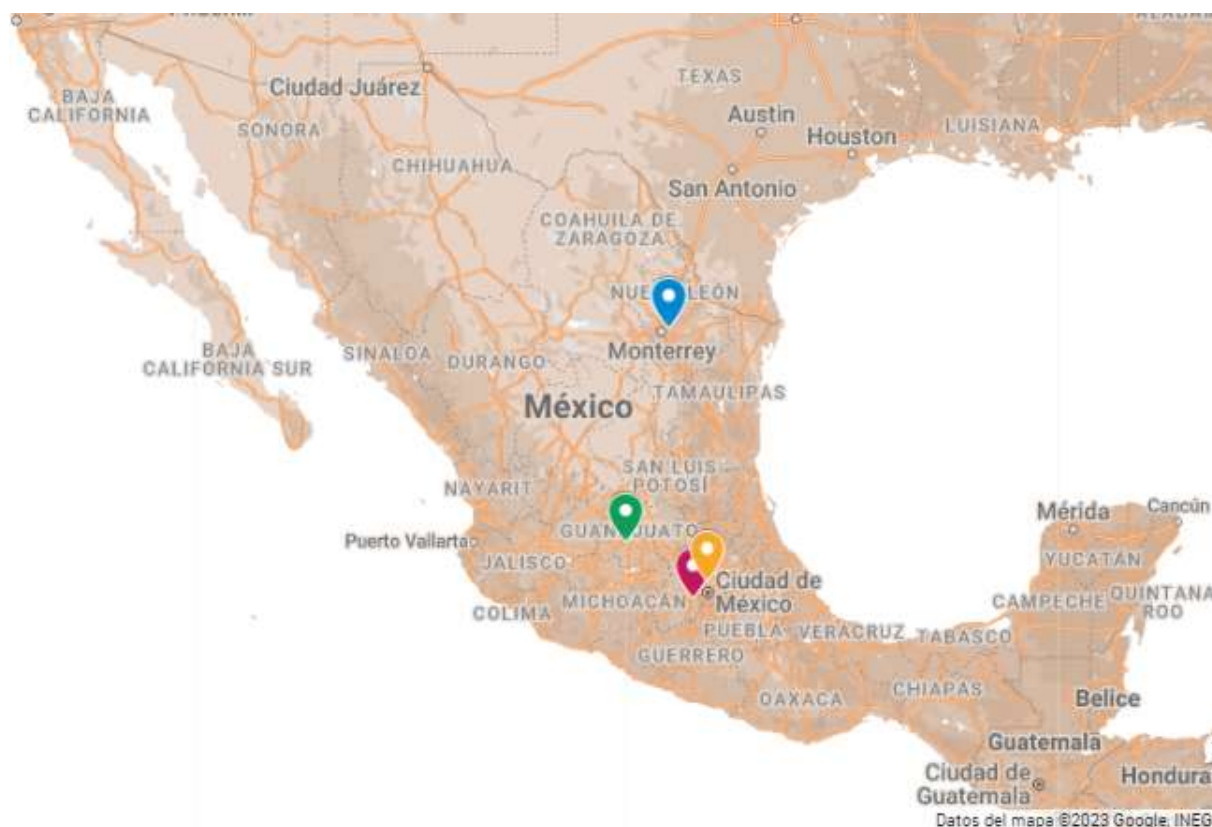 Ciudad Juárez
TEXAS
BAJA
CALIFORNIA
SONORA
Austin
Houston
LUISIANA
CHIHUAHUA
San Antonio
COAHUILA DE
ZARAGOZA
NUE LEÓN
Monterrey
BAJA
CALIFORNIA SUR
SINALOA
DURANGO
TAMAULIPAS
México
SAN LUIS
POTOSÍ
NAYARIT
Puerto Vallarta
GUANAJUATO
JALISCO
Mérida
Cancún
YUCATÁN
COLIMA
MICHOACÁN
Ciudad de
México
CAMPECHE
QUINTANA
ROO
PUEBLA
VERACRUZ
TABASCO
GUERRERO
OAXACA
CHIAPAS
Belice
Guatemala
Ciudad de
Guatemala
Hondura
Datos del mapa ©2023 Google, INEG